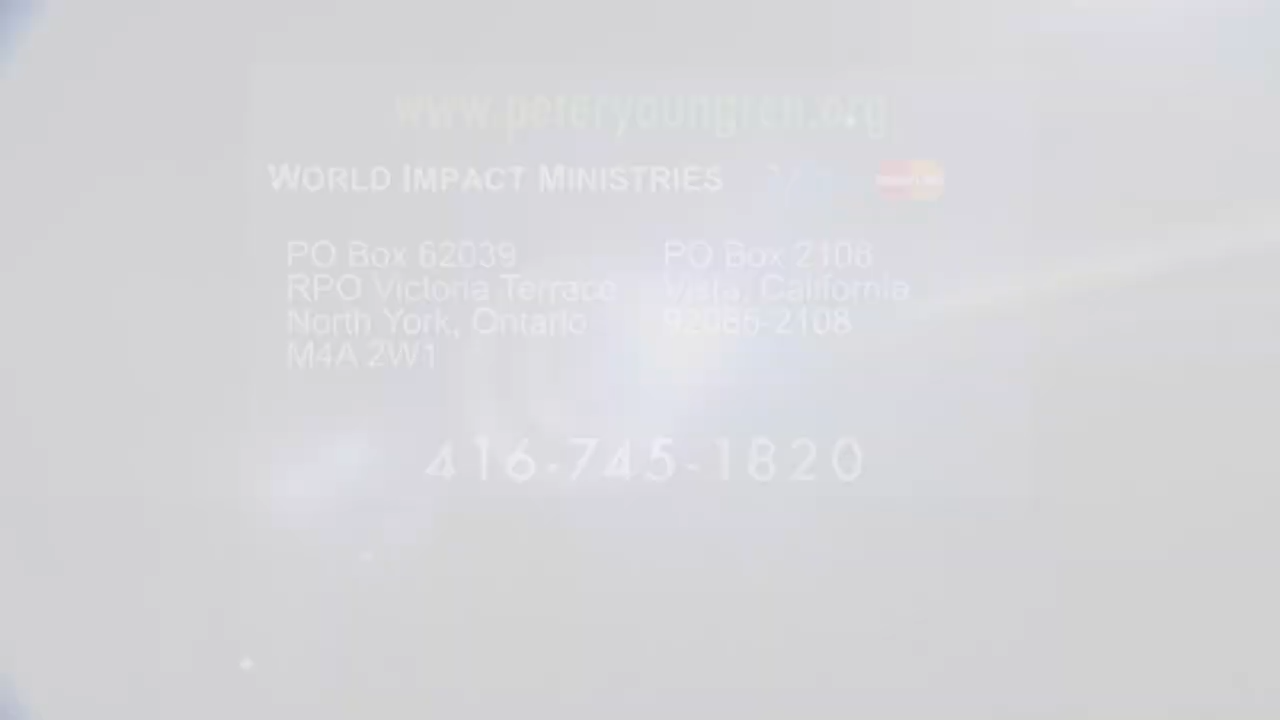 www.peteryoungren.org
WORLD IMPACT MINISTRIES
PO Box 62039
RPO Victoria Terrace
North York, Ontario
M4A 2W1
PO Box 2108
Vista, California
92085-2108
416-745-1820